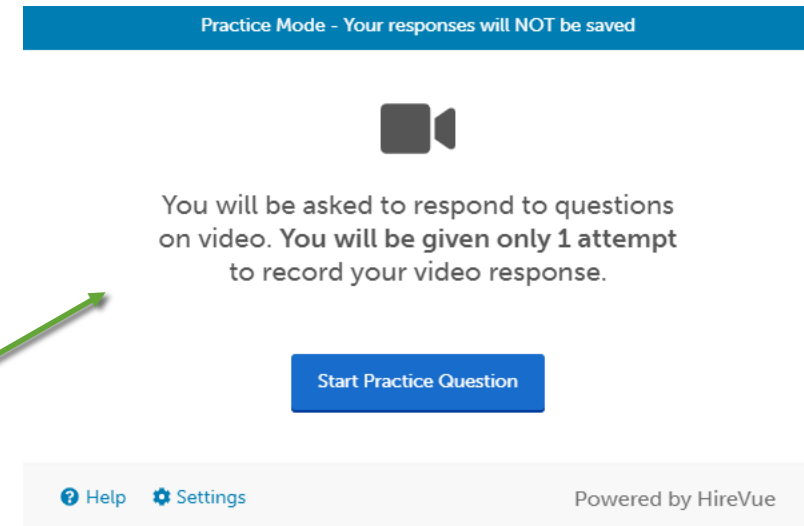 Practice Mode - Your responses will NOT be saved
You will be asked to respond to questions
on video. You will be given only 1 attempt
to record your video response.
Start Practice Question
Help Settings Powered by HireVue